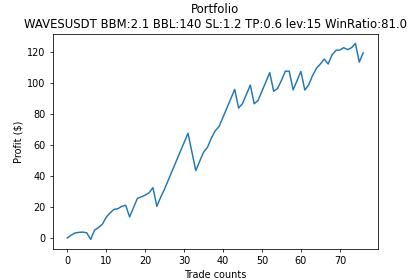 Portfolio
WAVESUSDT BBM:2.1 BBL:140 SL:1.2 TP:0.6 lev:15 WinRatio:81.0
120
100
80
60
40
20
0
Profit ($)
0 10 20 30 40 50 60 70
Trade counts